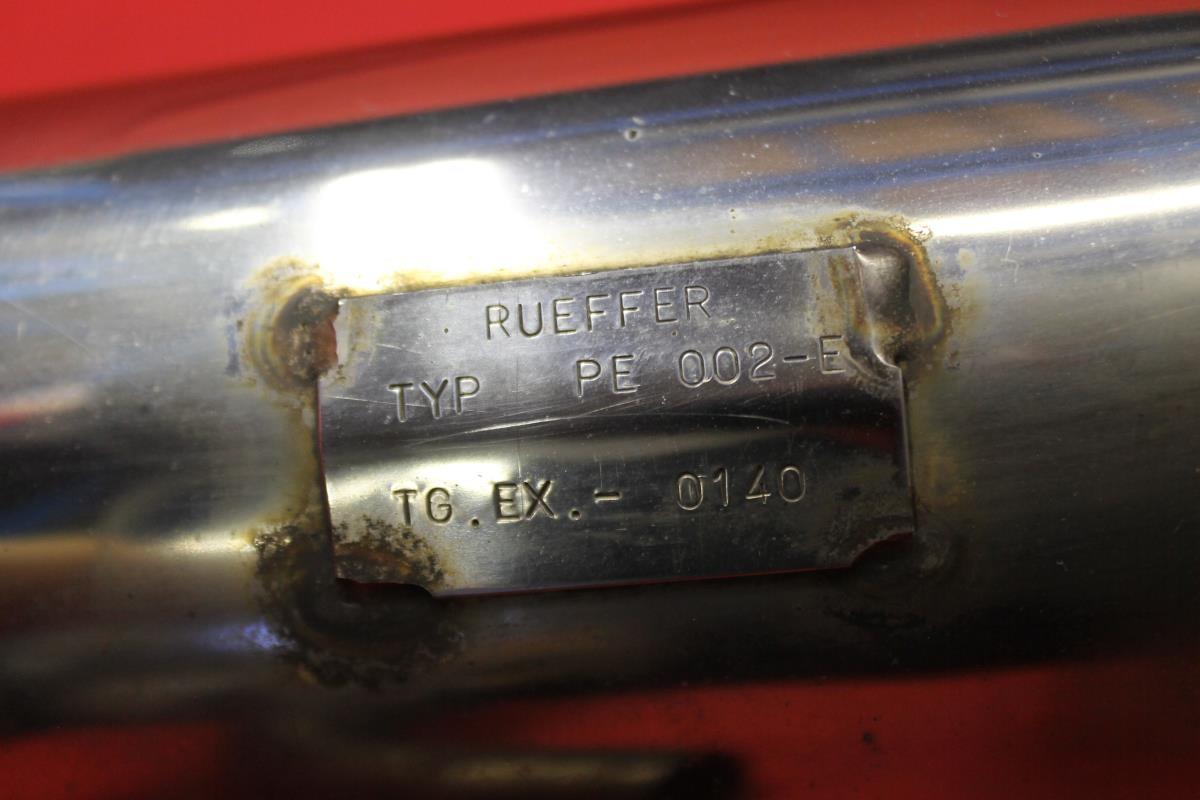 RUEFFER
TYP PE 002-E
TG.EX.- 0140